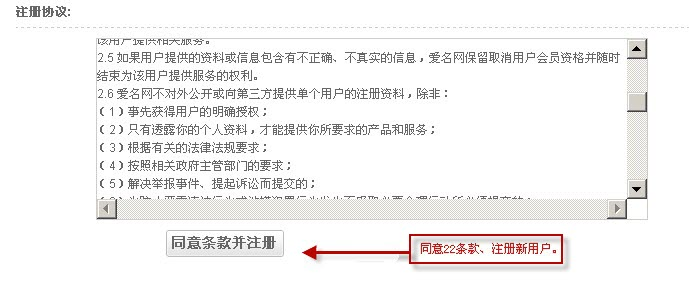 注册协议:
该用户提供相关服务。
2.5 如果用户提供的资料或信息包含有不正确、不真实的信息，爱名网保留取消用户会员资格并随时
结束为该用户提供服务的权利。
2.6 爱名网不对外公开或向第三方提供单个用户的注册资料，除非：
（1）事先获得用户的明确授权；
（2）只有透露你的个人资料，才能提供你所要求的产品和服务；
（3）根据有关的法律法规要求；
（4）按照相关政府主管部门的要求；
（5）解决举报事件、提起诉讼而提交的；
同意条款并注册
同意22条款、注册新用户。